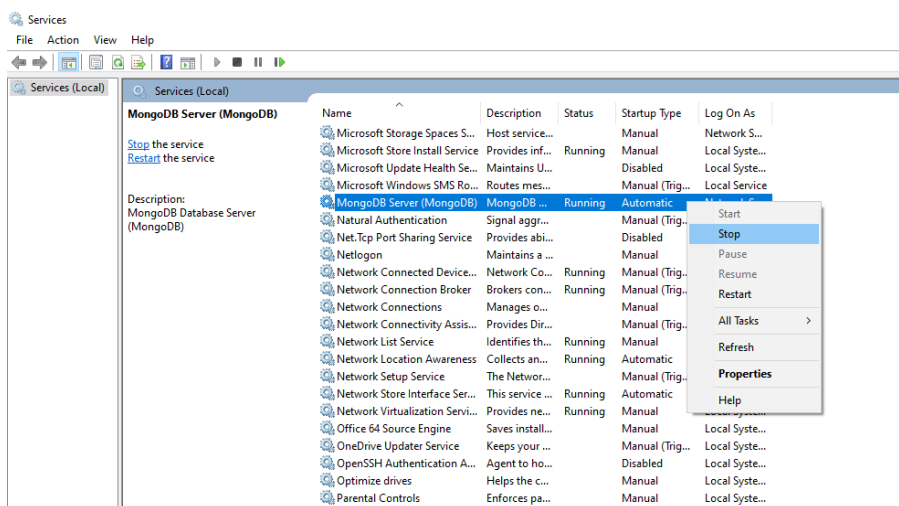 Services
File Action View Help
Services (Local)
Services (Local)
MongoDB Server (MongoDB)
Stop the service
Restart the service
Description:
MongoDB Database Server
(MongoDB)
Name Description Status Startup Type Log On As
Microsoft Storage Spaces S... Host service... Manual Network S...
Microsoft Store Install Service Provides inf... Running Manual Local Syste...
Microsoft Update Health Se... Maintains U... Disabled Local Syste...
Microsoft Windows SMS Ro... Routes mes... Manual (Trig... Local Service
MongoDB Server (MongoDB) MongoDB ... Running Automatic
Natural Authentication Signal aggr... Manual (Trig...
Net.Tcp Port Sharing Service Provides abi... Disabled
Netlogon Maintains a ... Manual
Network Connected Device... Network Co... Running Manual (Trig...
Network Connection Broker Brokers con... Running Manual (Trig...
Network Connections Manages o... Manual
Network Connectivity Assis... Provides Dir... Manual (Trig...
Network List Service Identifies th... Running Manual
Network Location Awareness Collects an... Running Automatic
Network Setup Service The Networ... Manual (Trig...
Network Store Interface Ser... This service ... Running Automatic
Network Virtualization Servi... Provides ne... Running Manual Local Syste...
Office 64 Source Engine Saves install... Manual Local Syste...
OneDrive Updater Service Keeps your ... Manual (Trig... Local Syste...
OpenSSH Authentication A... Agent to ho... Disabled Local Syste...
Optimize drives Helps the c... Manual Local Syste...
Parental Controls Enforces pa... Manual Local Syste...
Start
Stop
Pause
Resume
Restart
All Tasks
Refresh
Properties
Help